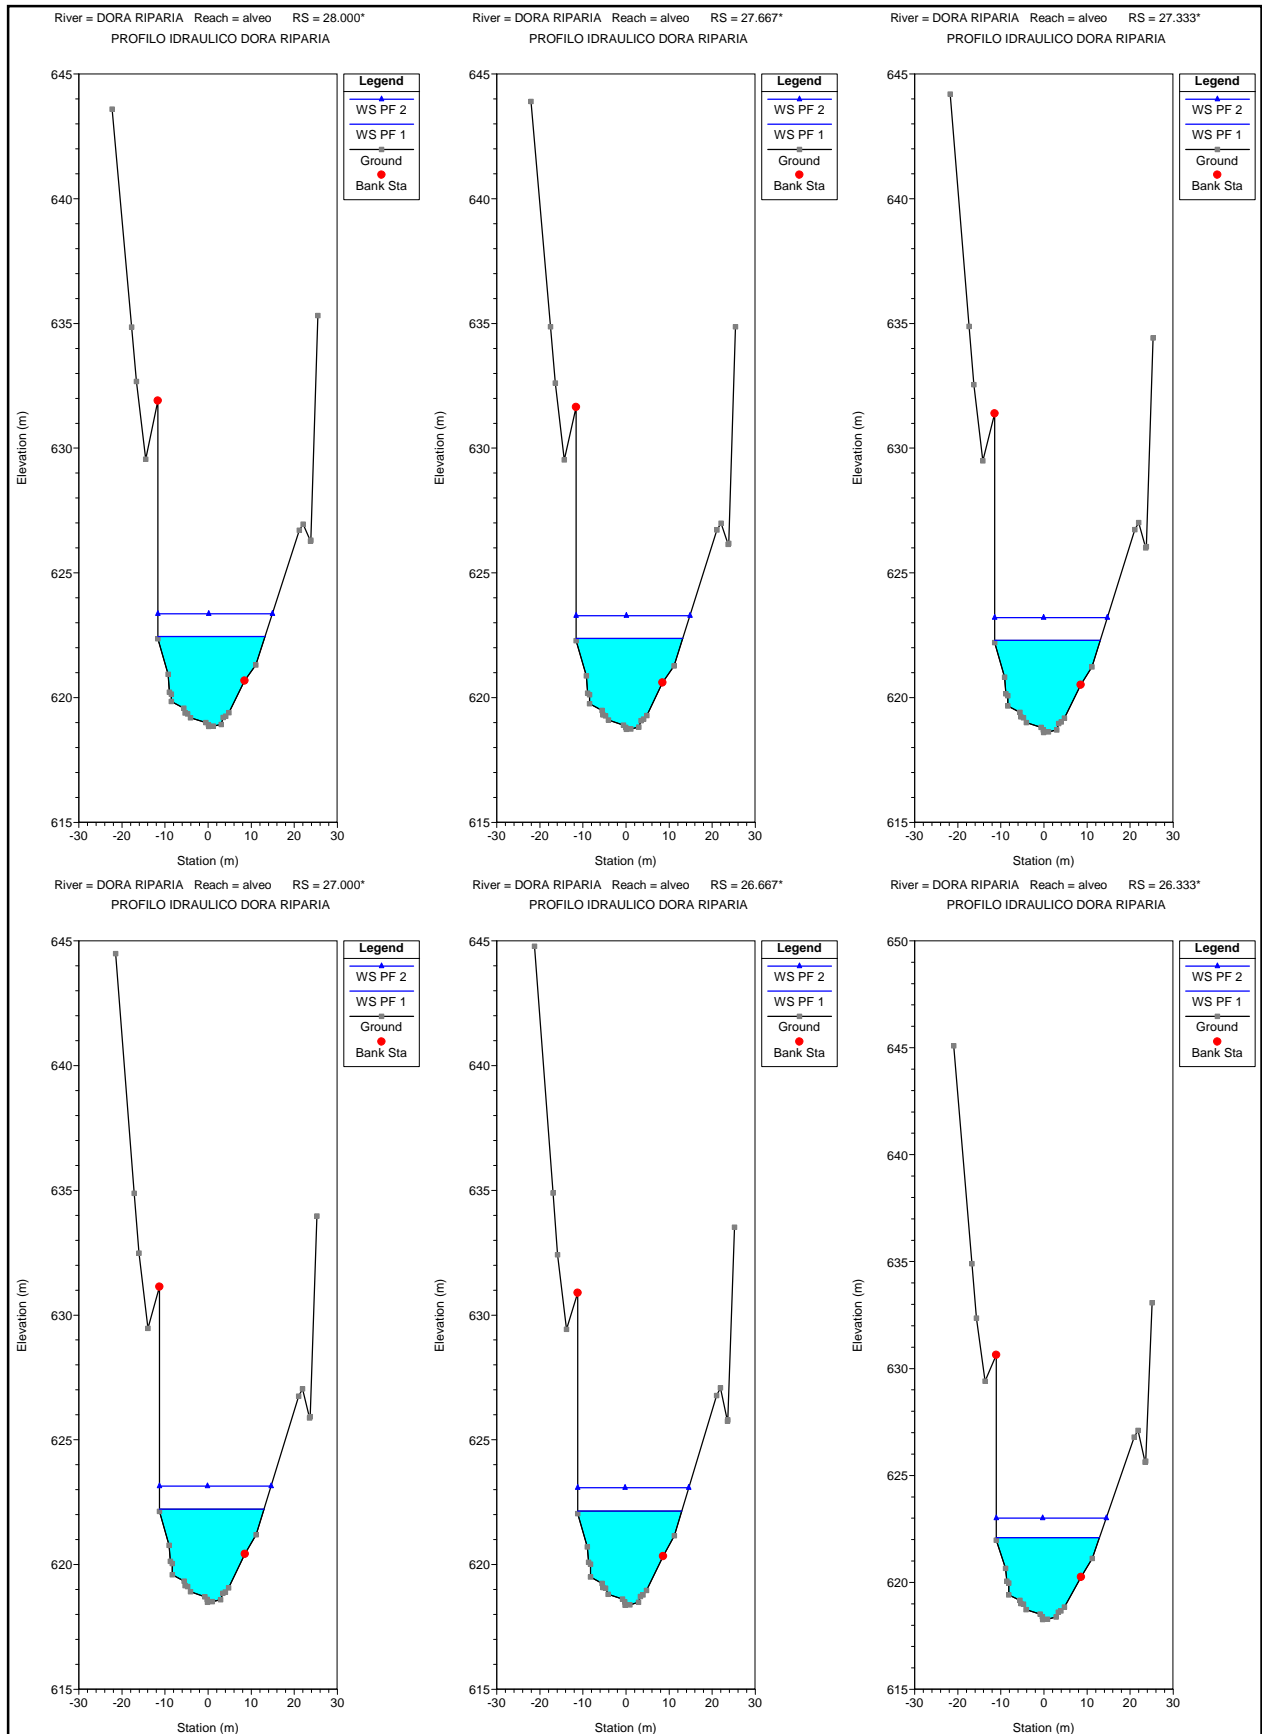 River = DORA RIPARIA Reach = alveo RS = 28.000*
PROFILO IDRAULICO DORA RIPARIA
645
640
635
630
625
620
615
-30 -20 -10 0 10 20 30
Elevation (m)
Station (m)
Legend
WS PF 2
WS PF 1
Ground
Bank Sta
River = DORA RIPARIA Reach = alveo RS = 27.667*
PROFILO IDRAULICO DORA RIPARIA
645
640
635
630
625
620
615
-30 -20 -10 0 10 20 30
Elevation (m)
Station (m)
Legend
WS PF 2
WS PF 1
Ground
Bank Sta
River = DORA RIPARIA Reach = alveo RS = 27.333*
PROFILO IDRAULICO DORA RIPARIA
645
640
635
630
625
620
615
-30 -20 -10 0 10 20 30
Elevation (m)
Station (m)
Legend
WS PF 2
WS PF 1
Ground
Bank Sta
River = DORA RIPARIA Reach = alveo RS = 27.000*
PROFILO IDRAULICO DORA RIPARIA
645
640
635
630
625
620
615
-30 -20 -10 0 10 20 30
Elevation (m)
Station (m)
Legend
WS PF 2
WS PF 1
Ground
Bank Sta
River = DORA RIPARIA Reach = alveo RS = 26.667*
PROFILO IDRAULICO DORA RIPARIA
645
640
635
630
625
620
615
-30 -20 -10 0 10 20 30
Elevation (m)
Station (m)
Legend
WS PF 2
WS PF 1
Ground
Bank Sta
River = DORA RIPARIA Reach = alveo RS = 26.333*
PROFILO IDRAULICO DORA RIPARIA
650
645
640
635
630
625
620
615
-30 -20 -10 0 10 20 30
Elevation (m)
Station (m)
Legend
WS PF 2
WS PF 1
Ground
Bank Sta